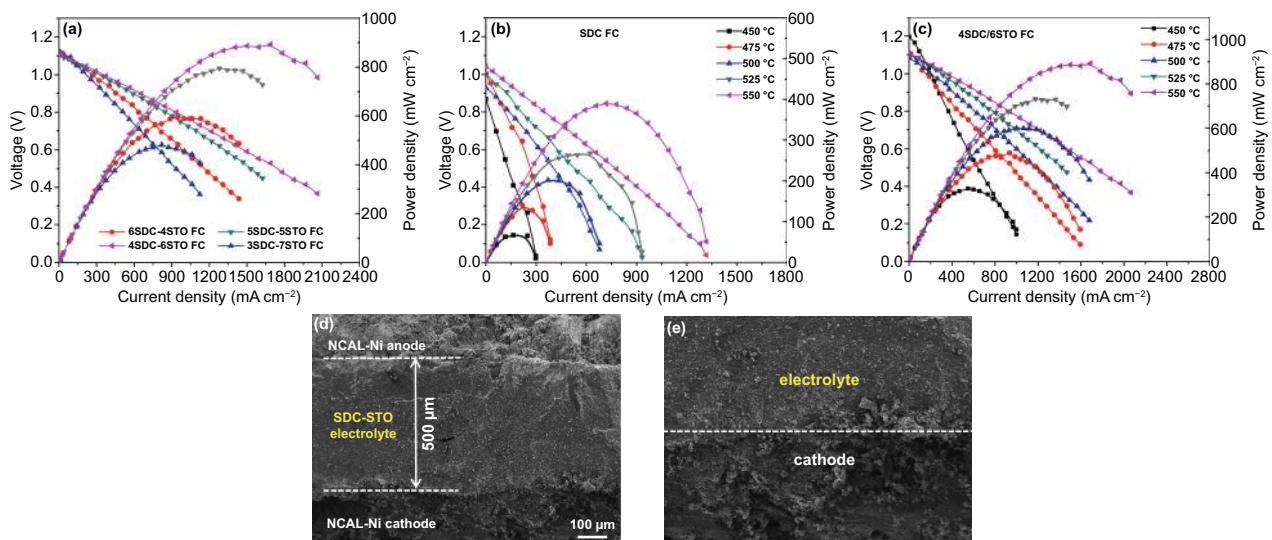 (a)
1.2
1.0
0.8
0.6
0.4
0.2
0.0
Voltage (V)
1000
800
600
400
200
0
Power density (mW cm−2)
6SDC-4STO FC
5SDC-5STO FC
4SDC-6STO FC
3SDC-7STO FC
0 300 600 900 1200 1500 1800 2100 2400
Current density (mA cm−2)
(b)
SDC FC
450 °C
475 °C
500 °C
525 °C
550 °C
1.2
1.0
0.8
0.6
0.4
0.2
0.0
Voltage (V)
600
500
400
300
200
100
0
Power density (mW cm−2)
0 300 600 900 1200 1500
Current density (mA cm−2)
(c)
4SDC/6STO FC
450 °C
475 °C
500 °C
525 °C
550 °C
1.2
1.0
0.8
0.6
0.4
0.2
0.0
Voltage (V)
1000
800
600
400
200
0
Power density (mW cm−2)
0 400 800 1200 1600 2000 2400 2800
Current density (mA cm−2)
(d)
NCAL-Ni anode
SDC-STO
electrolyte
500 µm
NCAL-Ni cathode
100 µm
(e)
electrolyte
cathode